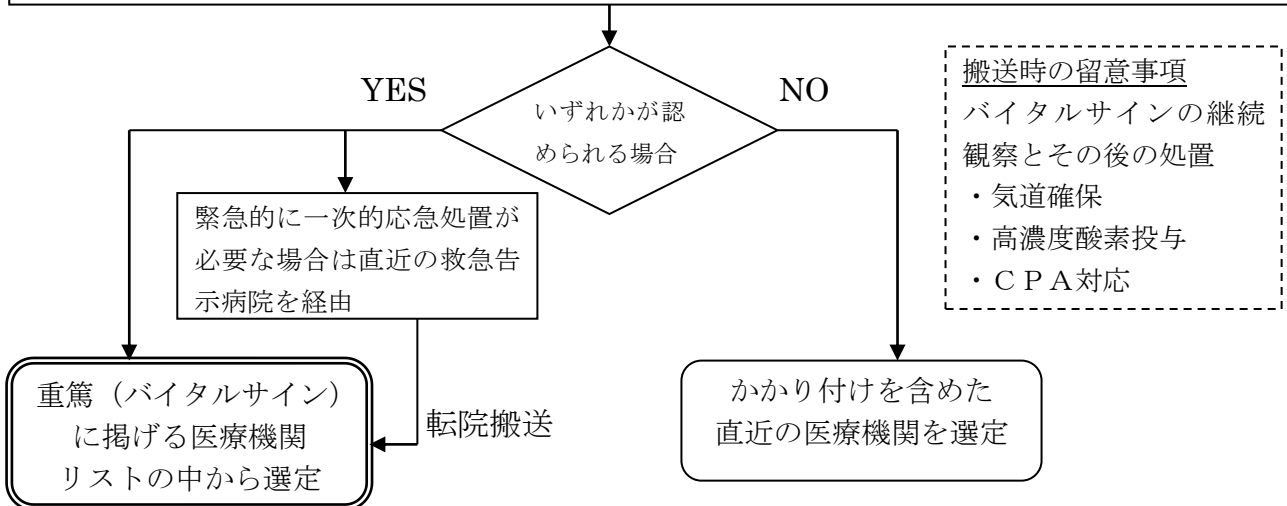 YES
NO
いずれかが認
められる場合
搬送時の留意事項
バイタルサインの継続
観察とその後の処置
・気道確保
・高濃度酸素投与
・ＣＰＡ対応
緊急的に一次的応急処置が
必要な場合は直近の救急告
示病院を経由
重篤（バイタルサイン）
に掲げる医療機関
リストの中から選定
転院搬送
かかり付けを含めた
直近の医療機関を選定